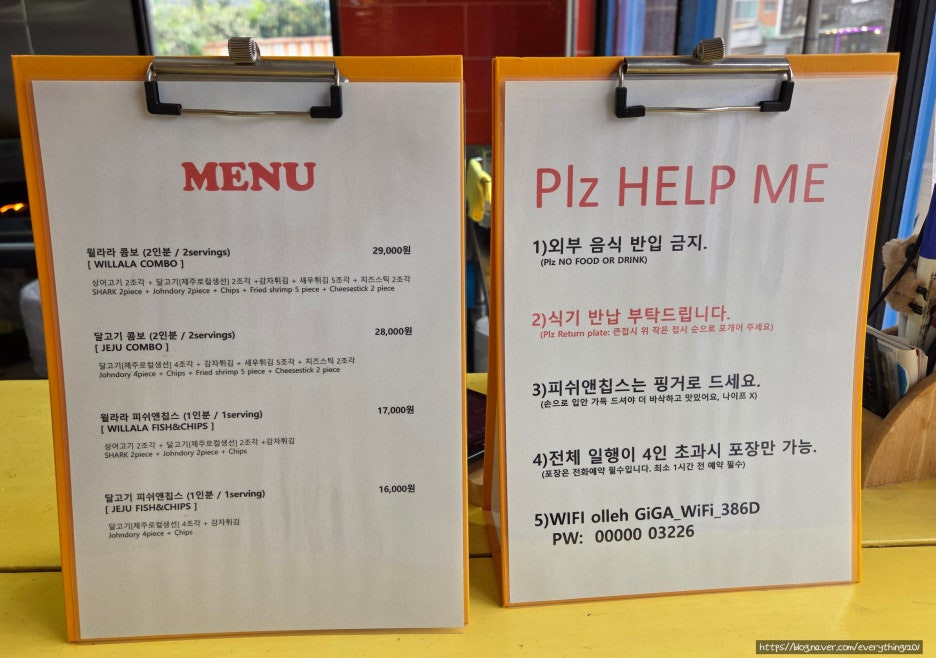 MENU
윌라라 콤보 (2인분 / 2servings) 29,000원
[ WILLALA COMBO ]
상어고기 2조각 + 달고기[제주로컬생선] 2조각 +감자튀김 + 새우튀김 5조각 + 치즈스틱 2조각
SHARK 2piece + Johndory 2piece + Chips + Fried shrimp 5 piece + Cheesestick 2 piece
달고기 콤보 (2인분 / 2servings) 28,000원
[ JEJU COMBO ]
달고기[제주로컬생선] 4조각 + 감자튀김 + 새우튀김 5조각 + 치즈스틱 2조각
Johndory 4piece + Chips + Fried shrimp 5 piece + Cheesestick 2 piece
윌라라 피쉬앤칩스 (1인분 / 1serving) 17,000원
[ WILLALA FISH&CHIPS ]
상어고기 2조각 + 달고기[제주로컬생선] 2조각 +감자튀김
SHARK 2piece + Johndory 2piece + Chips
달고기 피쉬앤칩스 (1인분 / 1serving) 16,000원
[ JEJU FISH&CHIPS ]
달고기[제주로컬생선] 4조각 + 감자튀김
Johndory 4piece + Chips
Plz HELP ME
1)외부 음식 반입 금지.
(Plz NO FOOD OR DRINK)
2)식기 반납 부탁드립니다.
(Plz Return plate: 큰접시 위 작은 접시 순으로 포개어 주세요)
3)피쉬앤칩스는 핑거로 드세요.
(손으로 입안 가득 드셔야 더 바삭하고 맛있어요, 나이프 X)
4)전체 일행이 4인 초과시 포장만 가능.
(포장은 전화예약 필수입니다. 최소 1시간 전 예약 필수)
5)WIFI olleh GiGA_WiFi_386D
PW: 00000 03226
https://blog.naver.com/everything20/